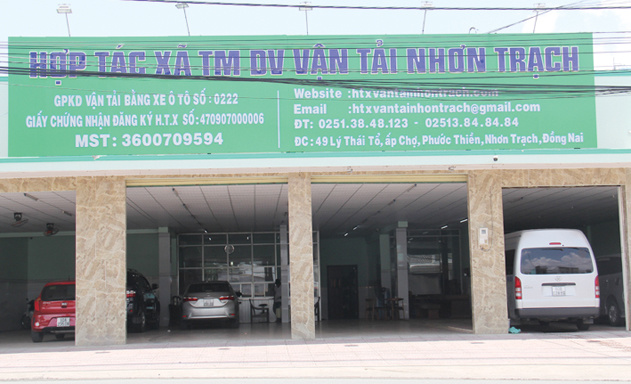 HỢP TÁC XÃ TM DV VẬN TẢI NHƠN TRẠCH
GPKD VẬN TẢI BẰNG XE Ô TÔ SỐ : 0222
GIẤY CHỨNG NHẬN ĐĂNG KÝ H.T.X SỐ: 470907000006
MST: 3600709594
Website : htxvantainhontrach.com
Email :htxvantainhontrach@gmail.com
ĐT: 0251.38.48.123 - 02513.84.84.84
ĐC : 49 Lý Thái Tổ, ấp Chợ, Phước Thiền, Nhơn Trạch, Đồng Nai